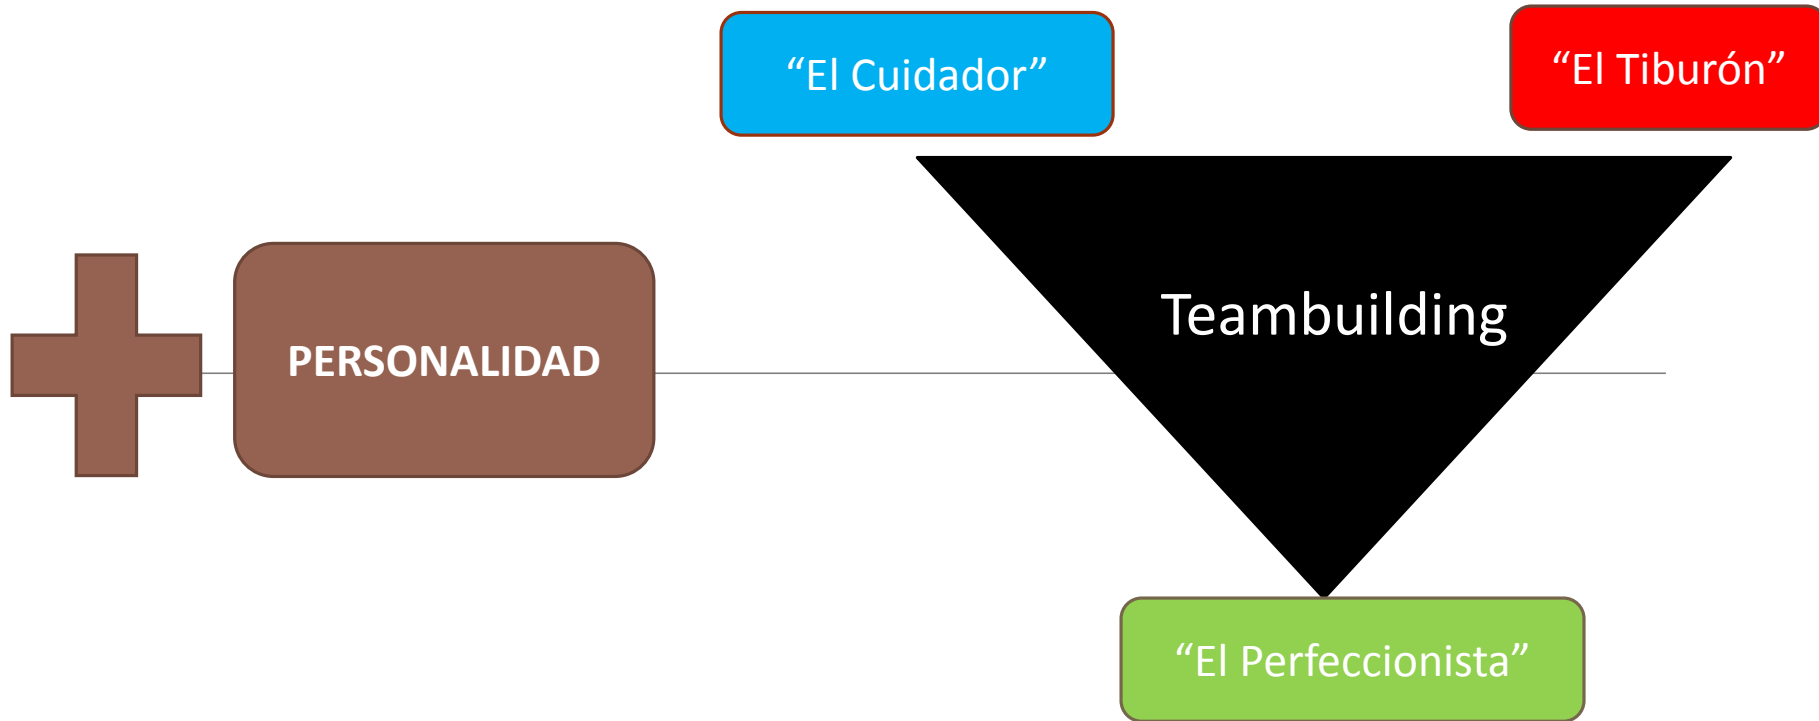 “El Cuidador”
“El Tiburón”
Teambuilding
PERSONALIDAD
“El Perfeccionista”